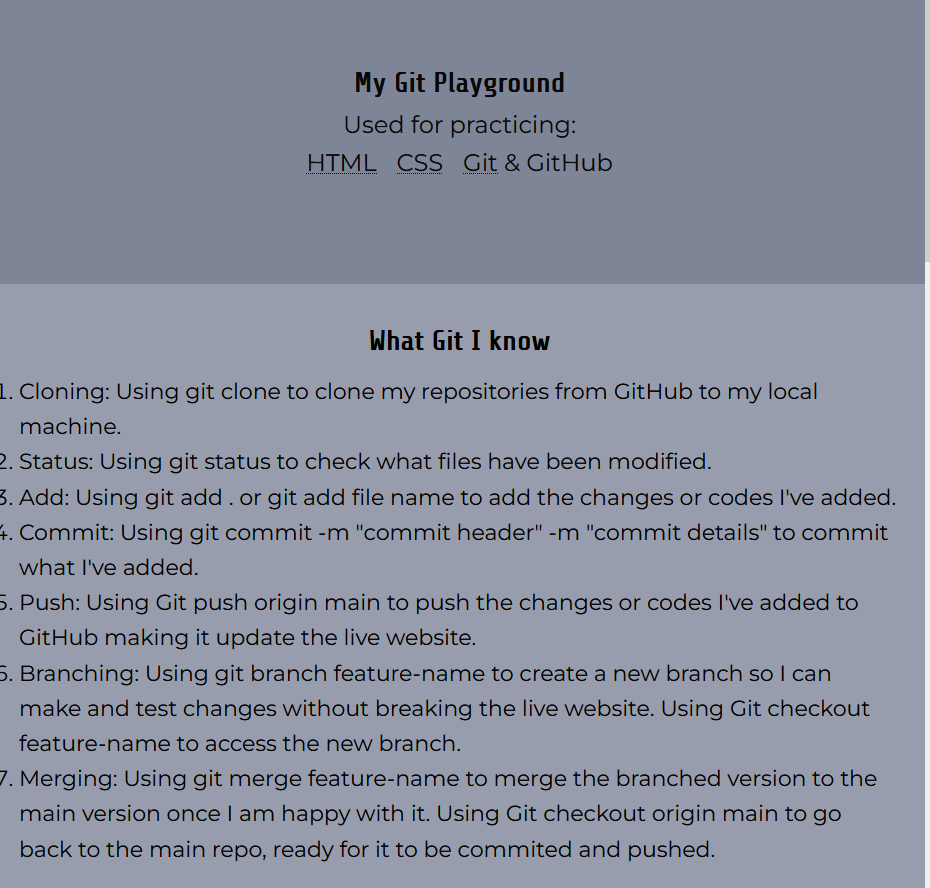 My Git Playground
Used for practicing:
HTML CSS Git & GitHub
What Git I know
1. Cloning: Using git clone to clone my repositories from GitHub to my local
machine.
2. Status: Using git status to check what files have been modified.
3. Add: Using git add . or git add file name to add the changes or codes I've added.
4. Commit: Using git commit -m "commit header" -m "commit details" to commit
what I've added.
5. Push: Using Git push origin main to push the changes or codes I've added to
GitHub making it update the live website.
6. Branching: Using git branch feature-name to create a new branch so I can
make and test changes without breaking the live website. Using Git checkout
feature-name to access the new branch.
7. Merging: Using git merge feature-name to merge the branched version to the
main version once I am happy with it. Using Git checkout origin main to go
back to the main repo, ready for it to be commited and pushed.